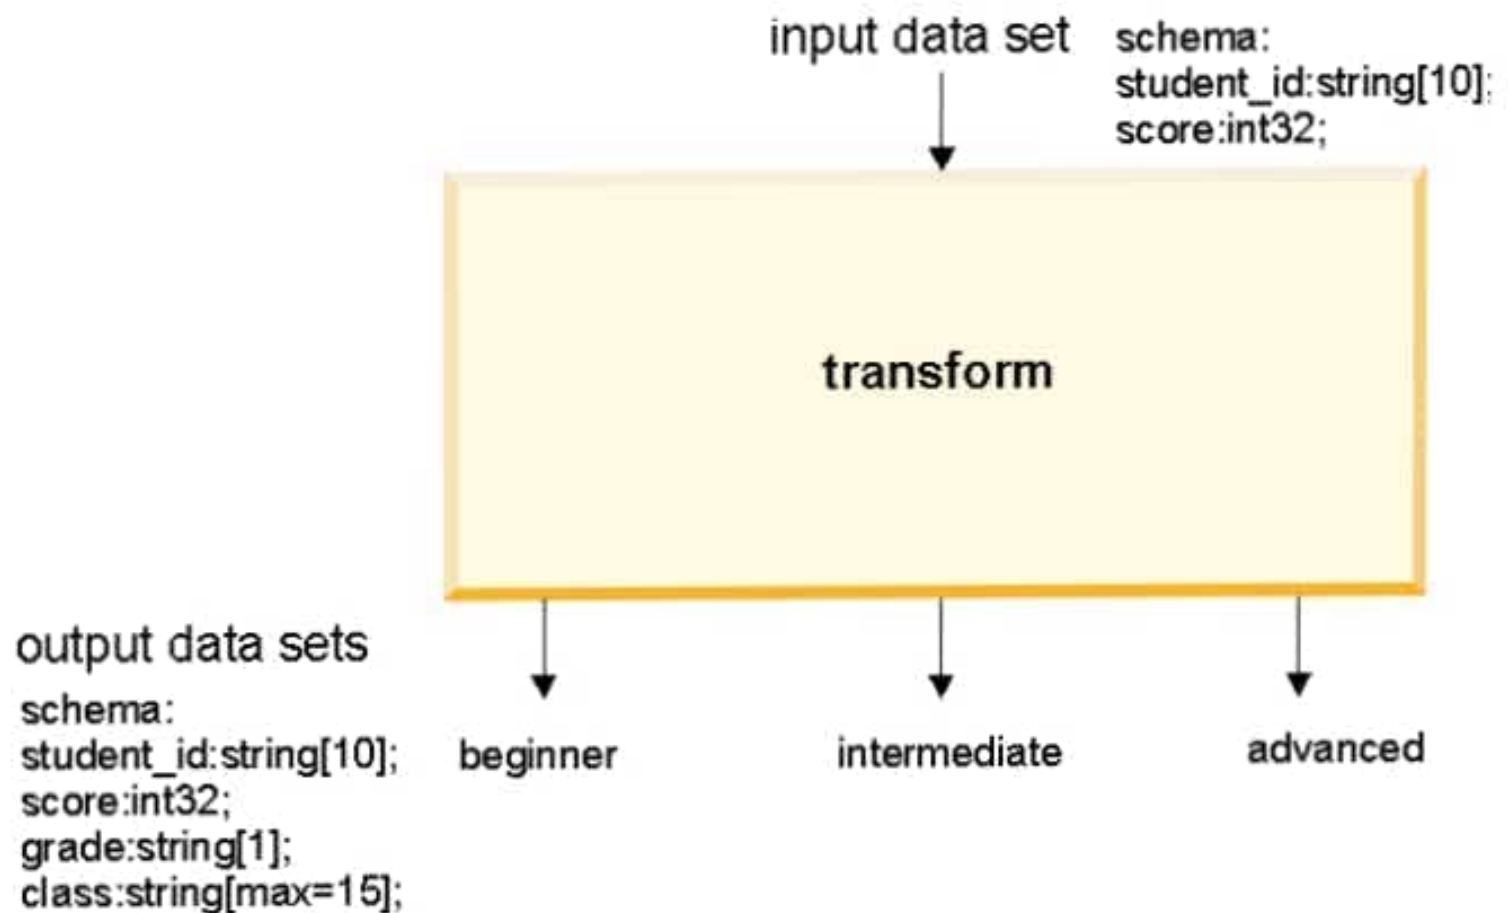 input data set
schema:
student_id:string[10];
score:int32;
transform
output data sets
schema:
student_id:string[10];
score:int32;
grade:string[1];
class:string[max=15];
beginner
intermediate
advanced